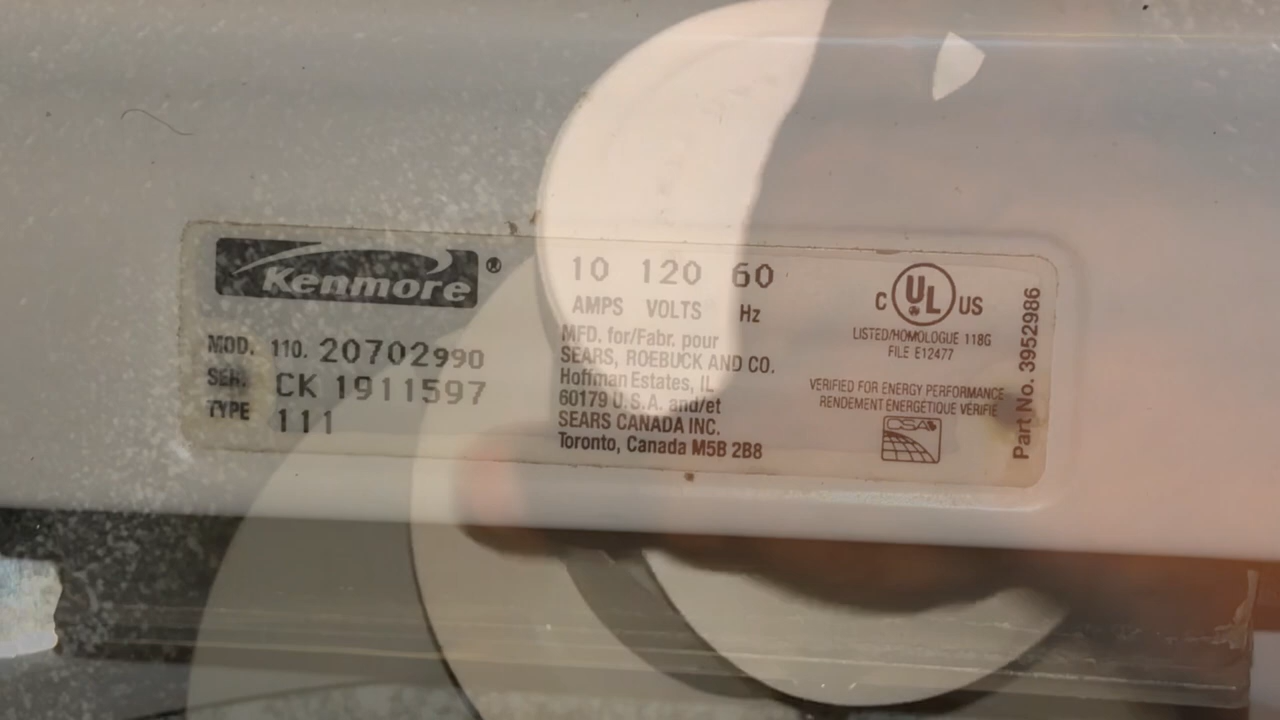 Kenmore®
MOD. 110. 20702990
SER. CK 1911597
TYPE 111
10 120 60
AMPS VOLTS Hz
MFD. for/Fabr. pour
SEARS, ROEBUCK AND CO.
Hoffman Estates, IL
60179 U.S.A. and/et
SEARS CANADA INC.
Toronto, Canada M5B 2B8
C UL US
LISTED/HOMOLOGUE 118G
FILE E12477
VERIFIED FOR ENERGY PERFORMANCE
RENDEMENT ENERGÉTIQUE VÉRIFIÉ
CSA
Part No. 3952986